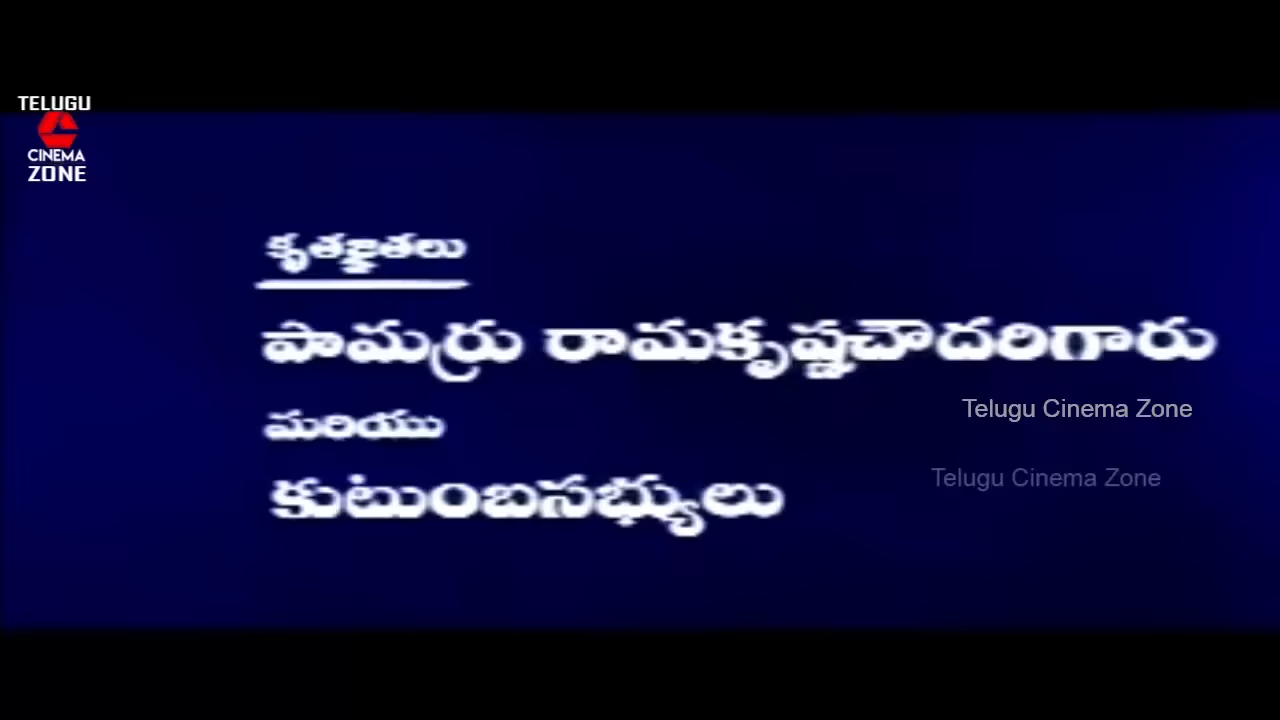 TELUGU
CINEMA
ZONE
కృతజ్ఞతలు
పామర్రు రామకృష్ణచౌదరిగారు
మరియు
కుటుంబసభ్యులు
Telugu Cinema Zone
Telugu Cinema Zone